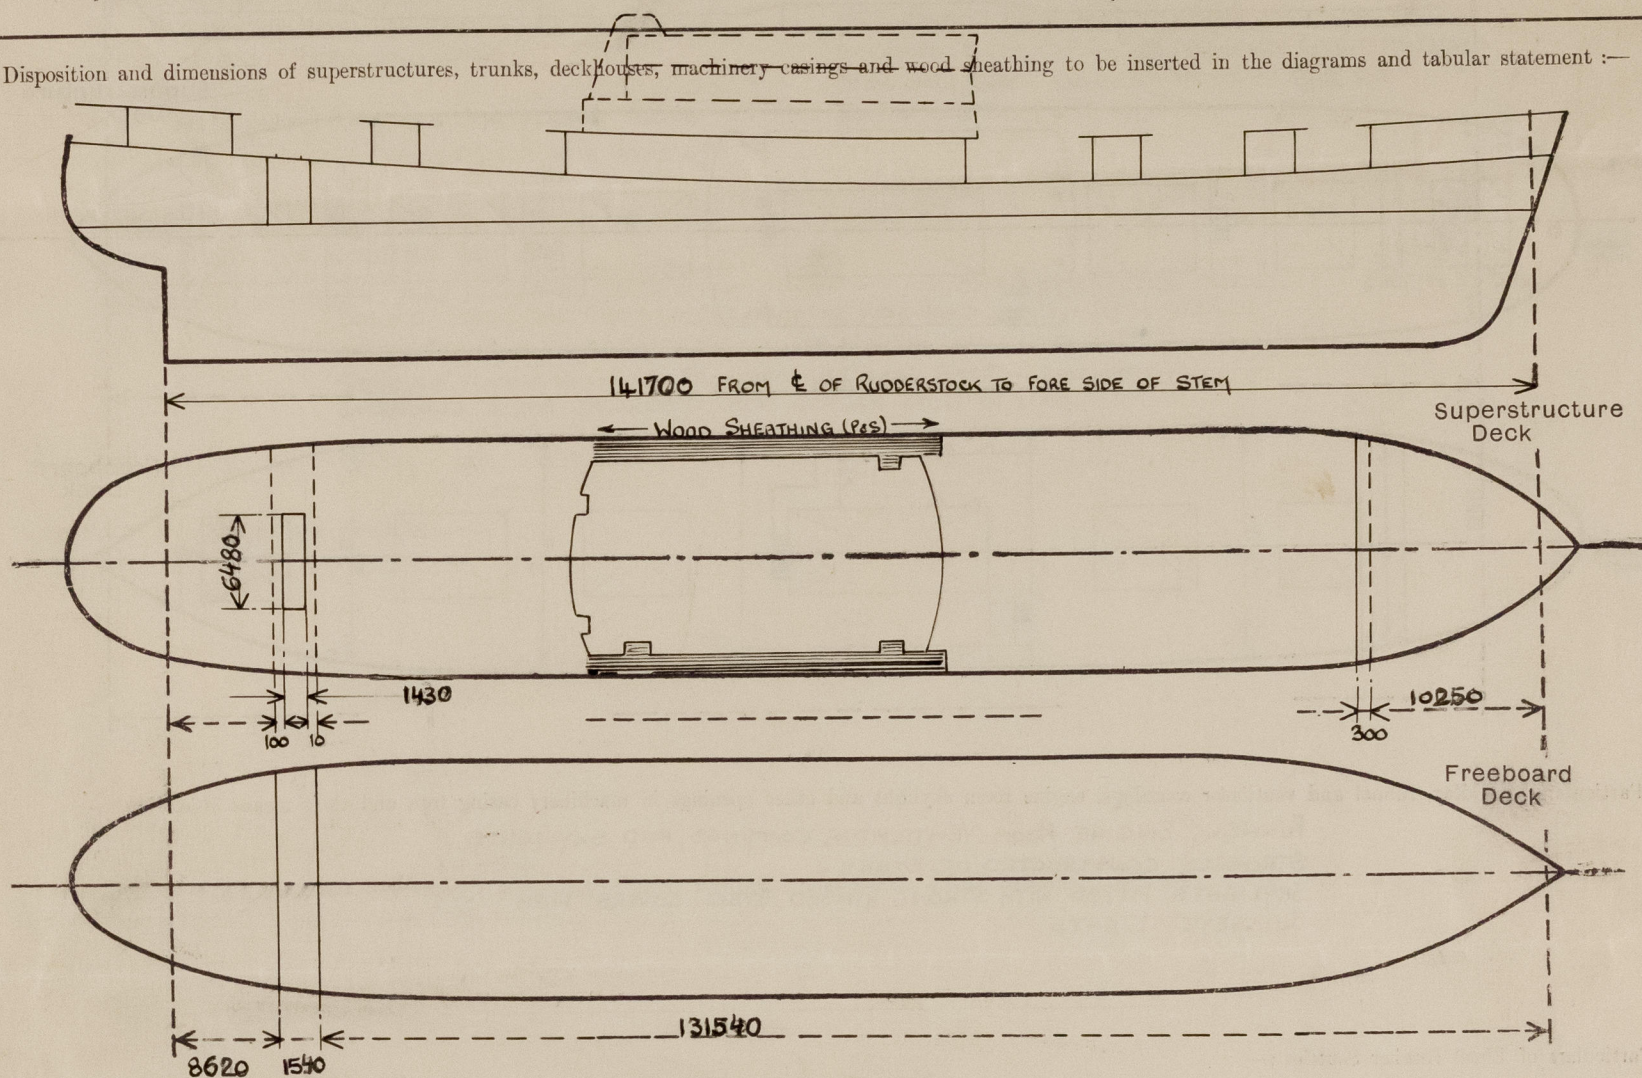 Disposition and dimensions of superstructures, trunks, deckhouses, machinery casings and wood sheathing to be inserted in the diagrams and tabular statement :—
141700 FROM ℄ OF RUDDERSTOCK TO FORE SIDE OF STEM
Superstructure
Deck
WOOD SHEATHING (P&S)
6480
1430
10250
100 10
300
Freeboard
Deck
131540
8620 1540